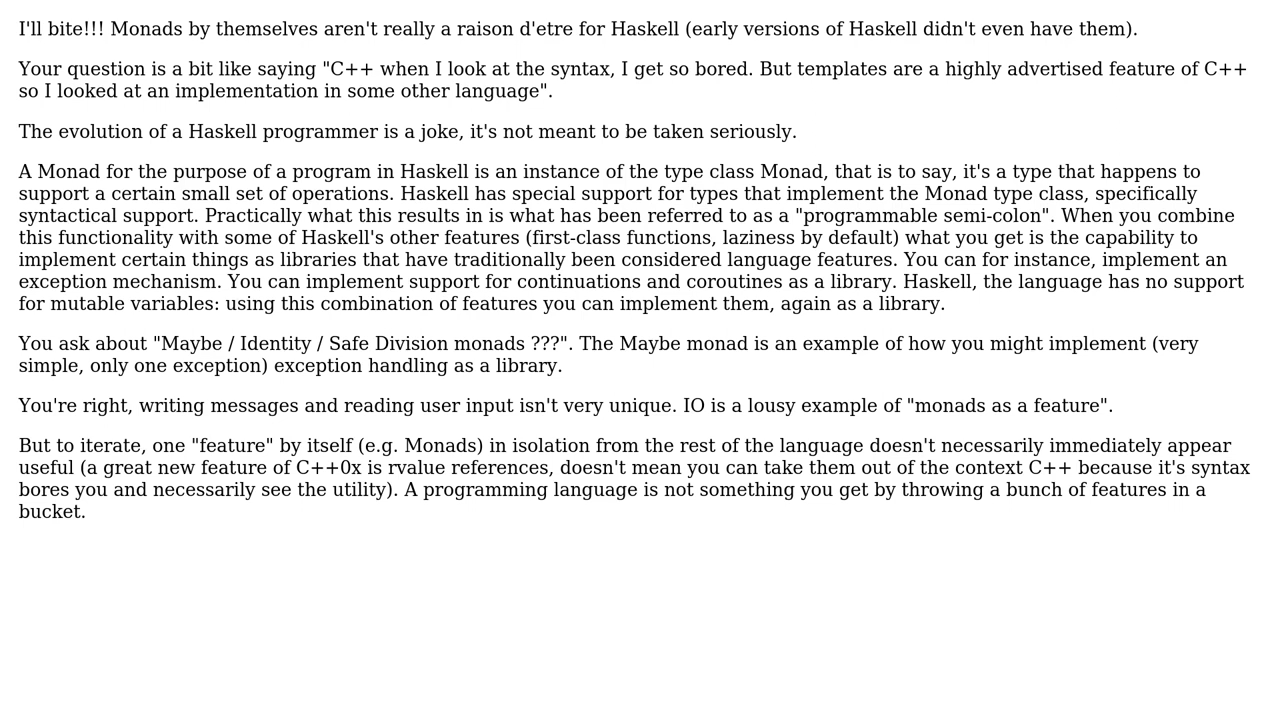 I'll bite!!! Monads by themselves aren't really a raison d'etre for Haskell (early versions of Haskell didn't even have them).
Your question is a bit like saying "C++ when I look at the syntax, I get so bored. But templates are a highly advertised feature of C++
so I looked at an implementation in some other language".
The evolution of a Haskell programmer is a joke, it's not meant to be taken seriously.
A Monad for the purpose of a program in Haskell is an instance of the type class Monad, that is to say, it's a type that happens to
support a certain small set of operations. Haskell has special support for types that implement the Monad type class, specifically
syntactical support. Practically what this results in is what has been referred to as a "programmable semi-colon". When you combine
this functionality with some of Haskell's other features (first-class functions, laziness by default) what you get is the capability to
implement certain things as libraries that have traditionally been considered language features. You can for instance, implement an
exception mechanism. You can implement support for continuations and coroutines as a library. Haskell, the language has no support
for mutable variables: using this combination of features you can implement them, again as a library.
You ask about "Maybe / Identity / Safe Division monads ???". The Maybe monad is an example of how you might implement (very
simple, only one exception) exception handling as a library.
You're right, writing messages and reading user input isn't very unique. IO is a lousy example of "monads as a feature".
But to iterate, one "feature" by itself (e.g. Monads) in isolation from the rest of the language doesn't necessarily immediately appear
useful (a great new feature of C++0x is rvalue references, doesn't mean you can take them out of the context C++ because it's syntax
bores you and necessarily see the utility). A programming language is not something you get by throwing a bunch of features in a
bucket.